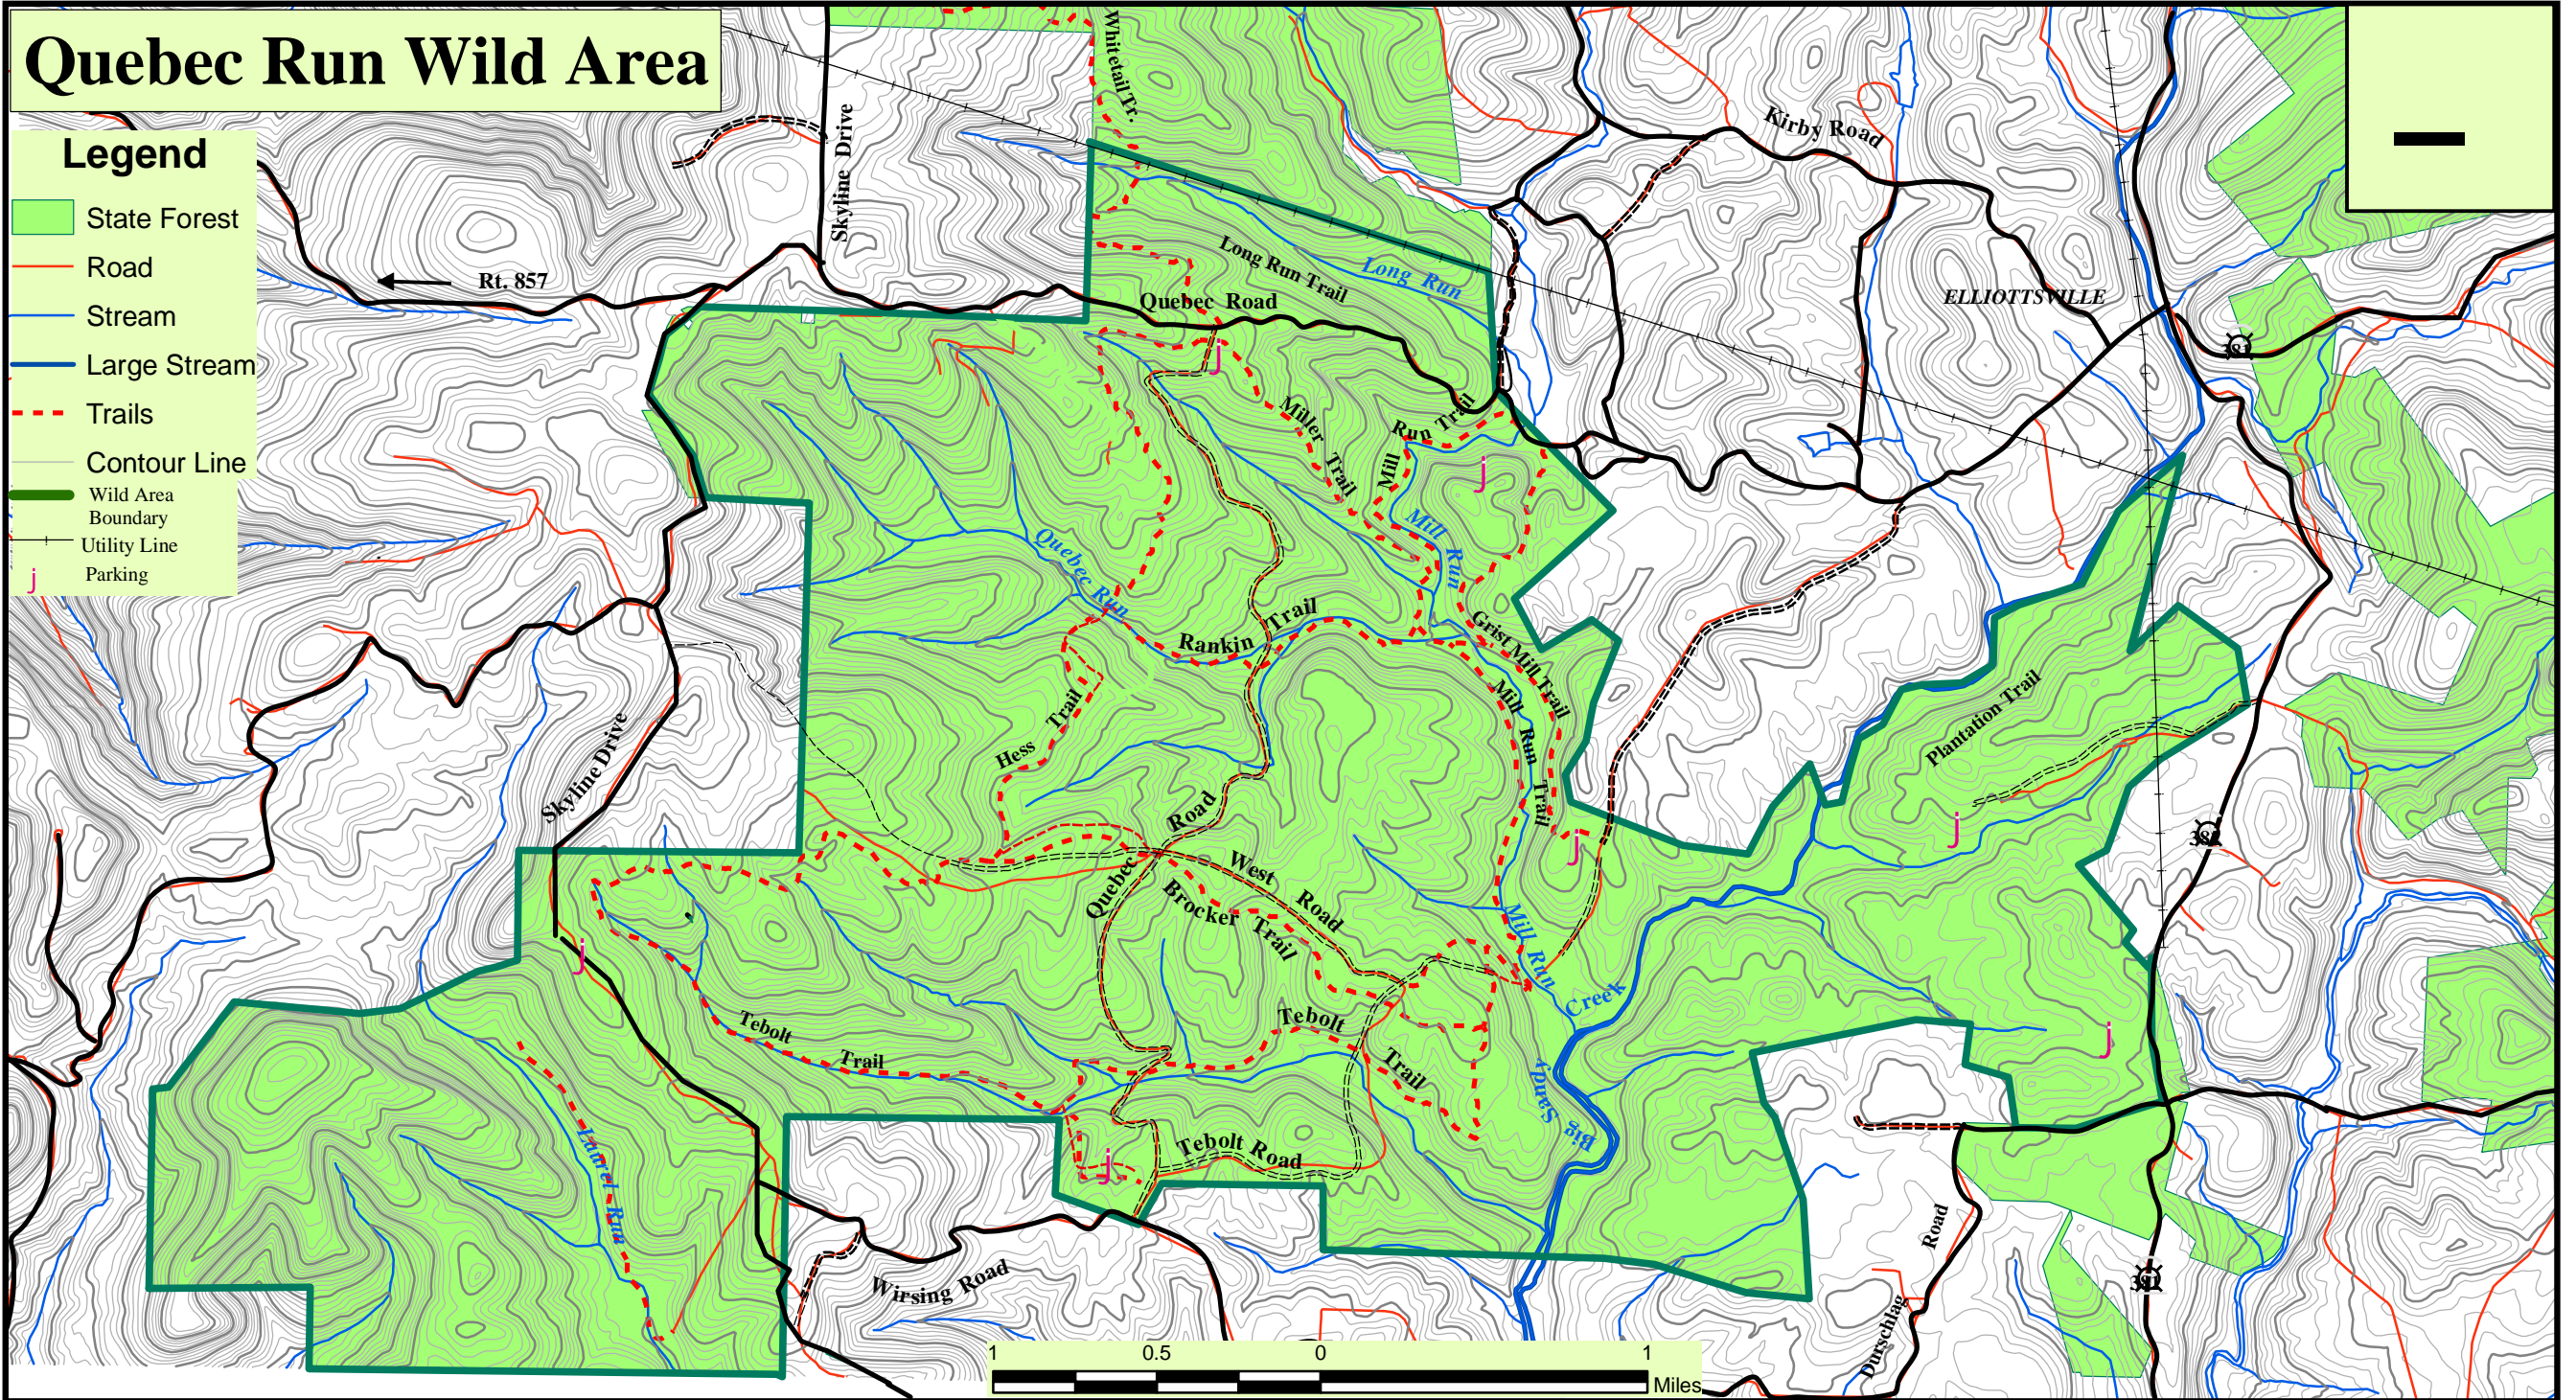 Quebec Run Wild Area
Legend
State Forest
Road
Stream
Large Stream
Trails
Contour Line
Wild Area
Boundary
Utility Line
j Parking
Whitetail Tr.
Skyline Drive
Kirby Road
Rt. 857
Long Run Trail
Long Run
Quebec Road
ELLIOTTSVILLE
381
j
Miller Trail
Mill Run Trail
j
Mill Run
Quebec Run
Rankin Trail
Grist Mill Trail
Hess Trail
Mill Run Trail
Plantation Trail
Skyline Drive
Quebec Road
j
j
381
West Road
Brocker Trail
Mill Run
j
Big Sandy Creek
Tebolt Trail
Tebolt Trail
j
Laurel Run
Tebolt Road
j
Wirsing Road
Durschlag Road
381
1 0.5 0 1
Miles